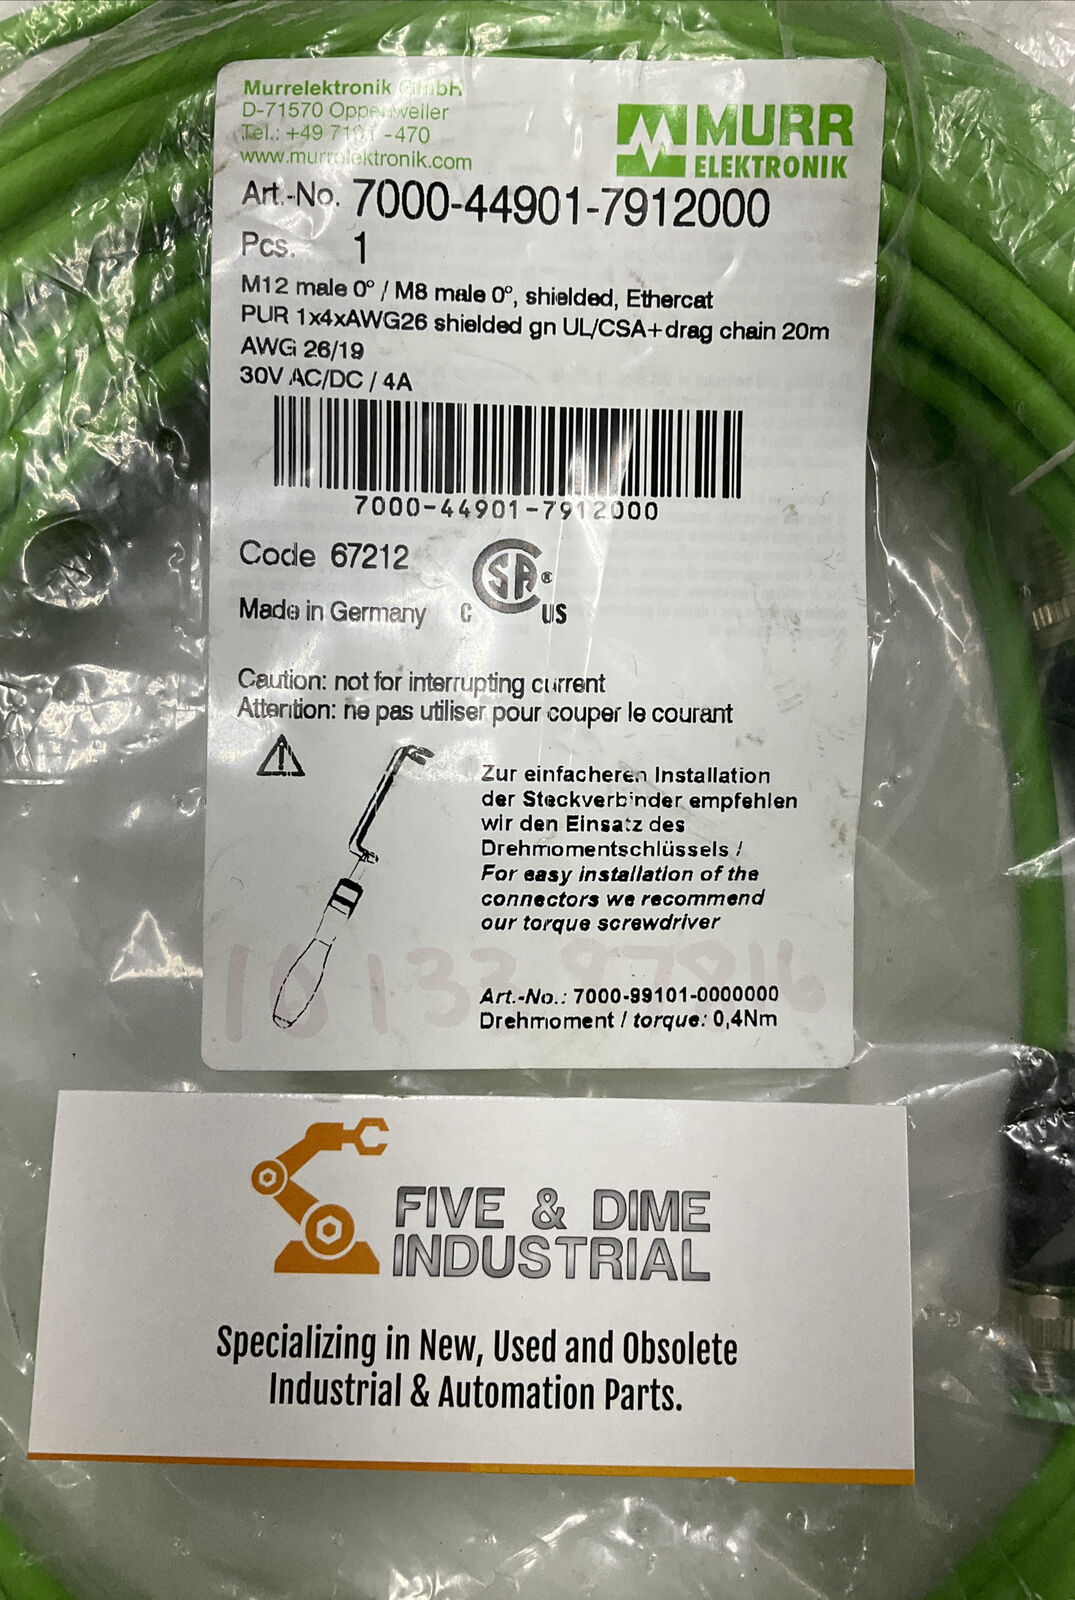 Murrelektronik GmbH
D-71570 Oppenweiler
Tel.: +49 7191 -470
www.murrelektronik.com
MURR
ELEKTRONIK
Art.-No. 7000-44901-7912000
Pcs. 1
M12 male 0° / M8 male 0°, shielded, Ethercat
PUR 1x4xAWG26 shielded gn UL/CSA+drag chain 20m
AWG 26/19
30V AC/DC / 4A
7000-44901-7912000
Code 67212
Made in Germany
C SA ® US
Caution: not for interrupting current
Attention: ne pas utiliser pour couper le courant
Zur einfacheren Installation
der Steckverbinder empfehlen
wir den Einsatz des
Drehmomentschlüssels /
For easy installation of the
connectors we recommend
our torque screwdriver
Art.-No.: 7000-99101-0000000
Drehmoment / torque: 0,4Nm
FIVE & DIME
INDUSTRIAL
Specializing in New, Used and Obsolete
Industrial & Automation Parts.